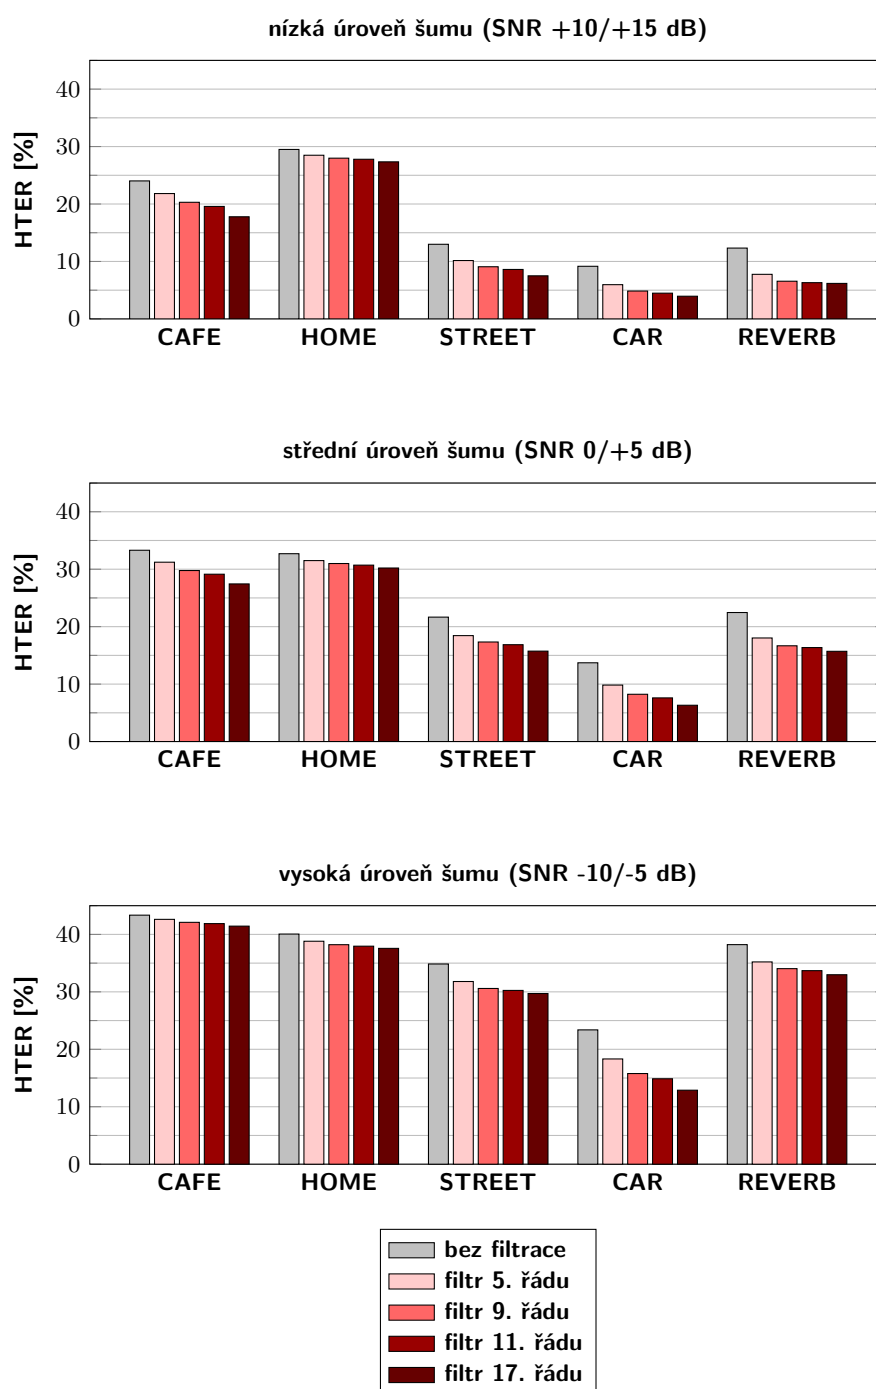 nízká úroveň šumu (SNR +10/+15 dB)
40
30
20
10
0
HTER [%]
CAFE HOME STREET CAR REVERB
střední úroveň šumu (SNR 0/+5 dB)
40
30
20
10
0
HTER [%]
CAFE HOME STREET CAR REVERB
vysoká úroveň šumu (SNR -10/-5 dB)
40
30
20
10
0
HTER [%]
CAFE HOME STREET CAR REVERB
bez filtrace
filtr 5. řádu
filtr 9. řádu
filtr 11. řádu
filtr 17. řádu